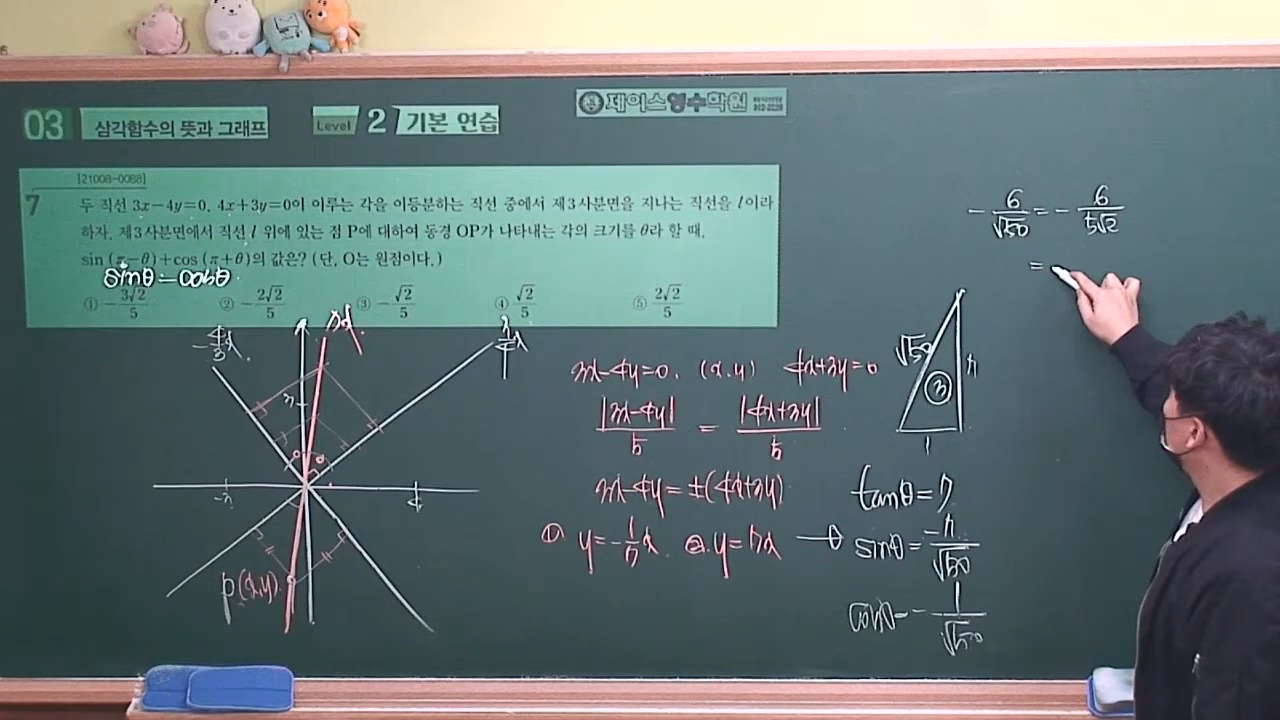 03 삼각함수의 뜻과 그래프 Level 2 기본 연습
제이스영수학원
[21008-0088]
7 두 직선 3x−4y=0, 4x+3y=0이 이루는 각을 이등분하는 직선 중에서 제3사분면을 지나는 직선을 l이라
하자. 제3사분면에서 직선 l 위에 있는 점 P에 대하여 동경 OP가 나타내는 각의 크기를 θ라 할 때,
sin (π−θ)+cos (π+θ)의 값은? (단, O는 원점이다.)
sinθ−cosθ
① −3√2/5 ② −2√2/5 ③ −√2/5 ④ √2/5 ⑤ 2√2/5
−6/√50=−6/5√2
=−
−4/3x
7x
3/4x
3
−3
4
P(x,y)
3x−4y=0, (x,y) 4x+3y=0
|3x−4y|/5 = |4x+3y|/5
3x−4y=±(4x+3y)
① y=−1/7x ② y=7x →
√50
③
7
1
tanθ=7
sinθ=−7/√50
cosθ=−1/√50